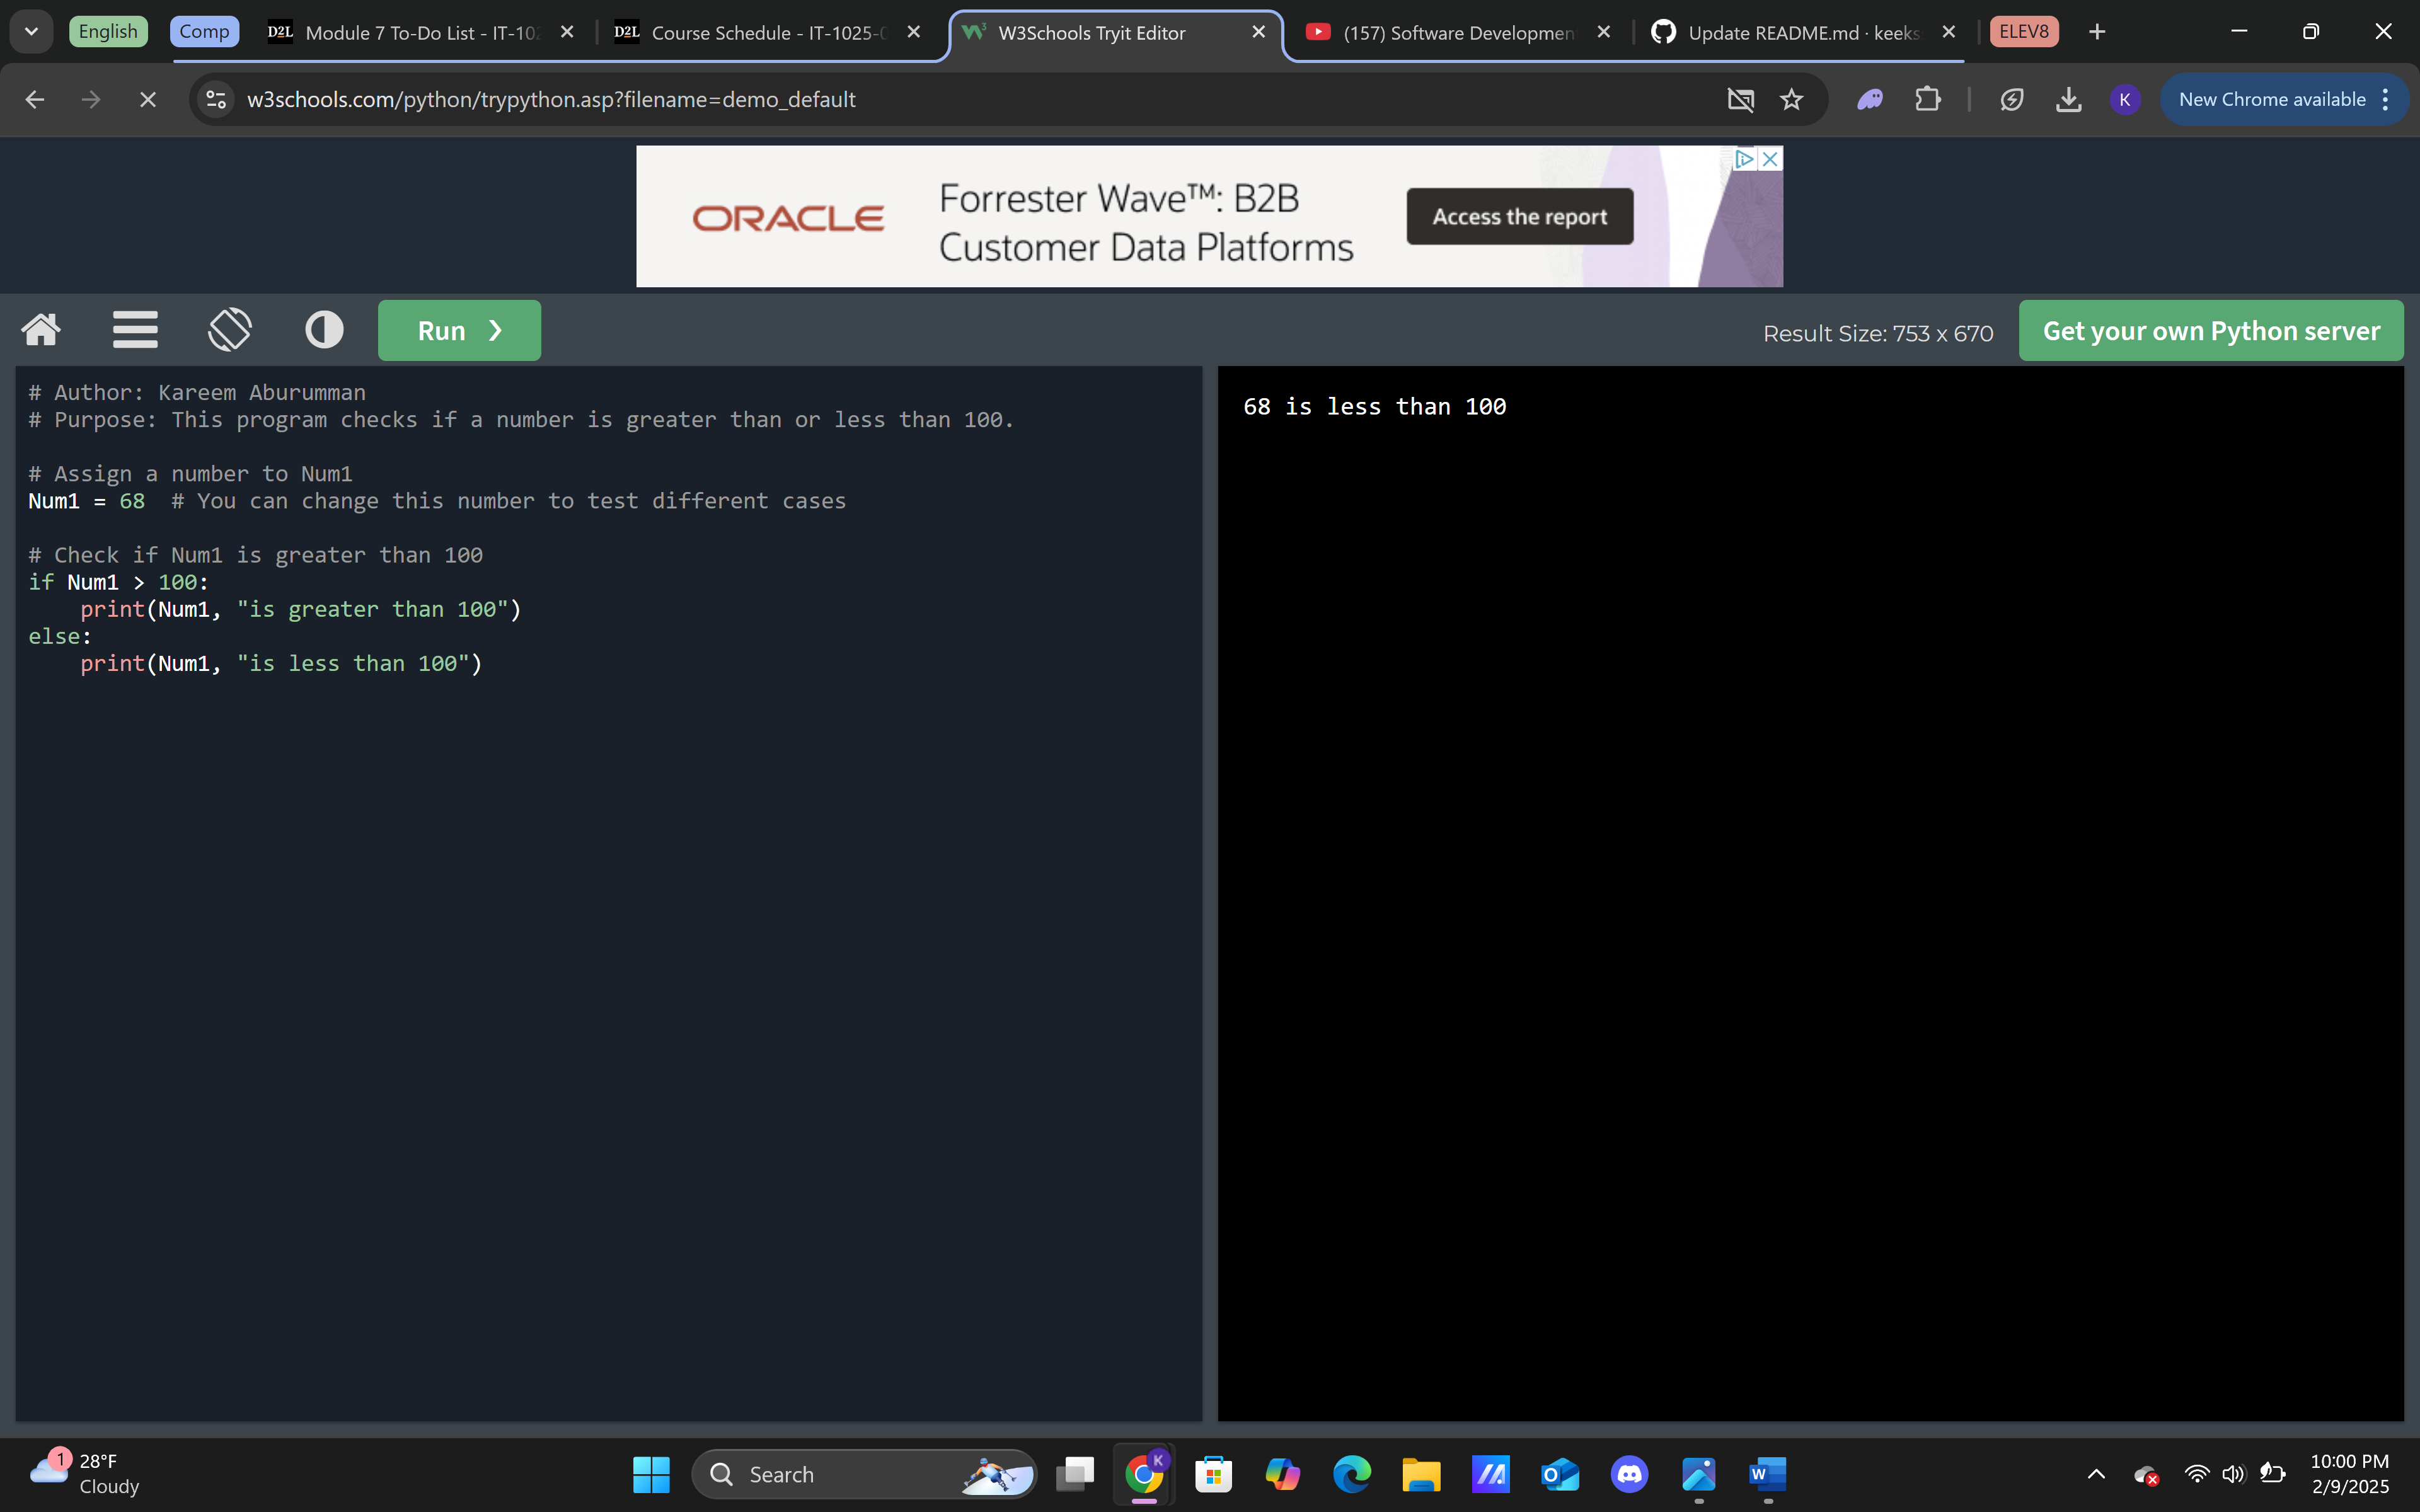 English
Comp
D2L Module 7 To-Do List - IT-102
D2L Course Schedule - IT-1025-0
W3Schools Tryit Editor
(157) Software Developmen
Update README.md · keeks
ELEV8
w3schools.com/python/trypython.asp?filename=demo_default
K
New Chrome available
ORACLE
Forrester Wave™: B2B
Customer Data Platforms
Access the report
Run ❯
Result Size: 753 x 670
Get your own Python server
# Author: Kareem Aburumman
# Purpose: This program checks if a number is greater than or less than 100.
# Assign a number to Num1
Num1 = 68  # You can change this number to test different cases
# Check if Num1 is greater than 100
if Num1 > 100:
    print(Num1, "is greater than 100")
else:
    print(Num1, "is less than 100")
68 is less than 100
1
28°F
Cloudy
Search
K
10:00 PM
2/9/2025